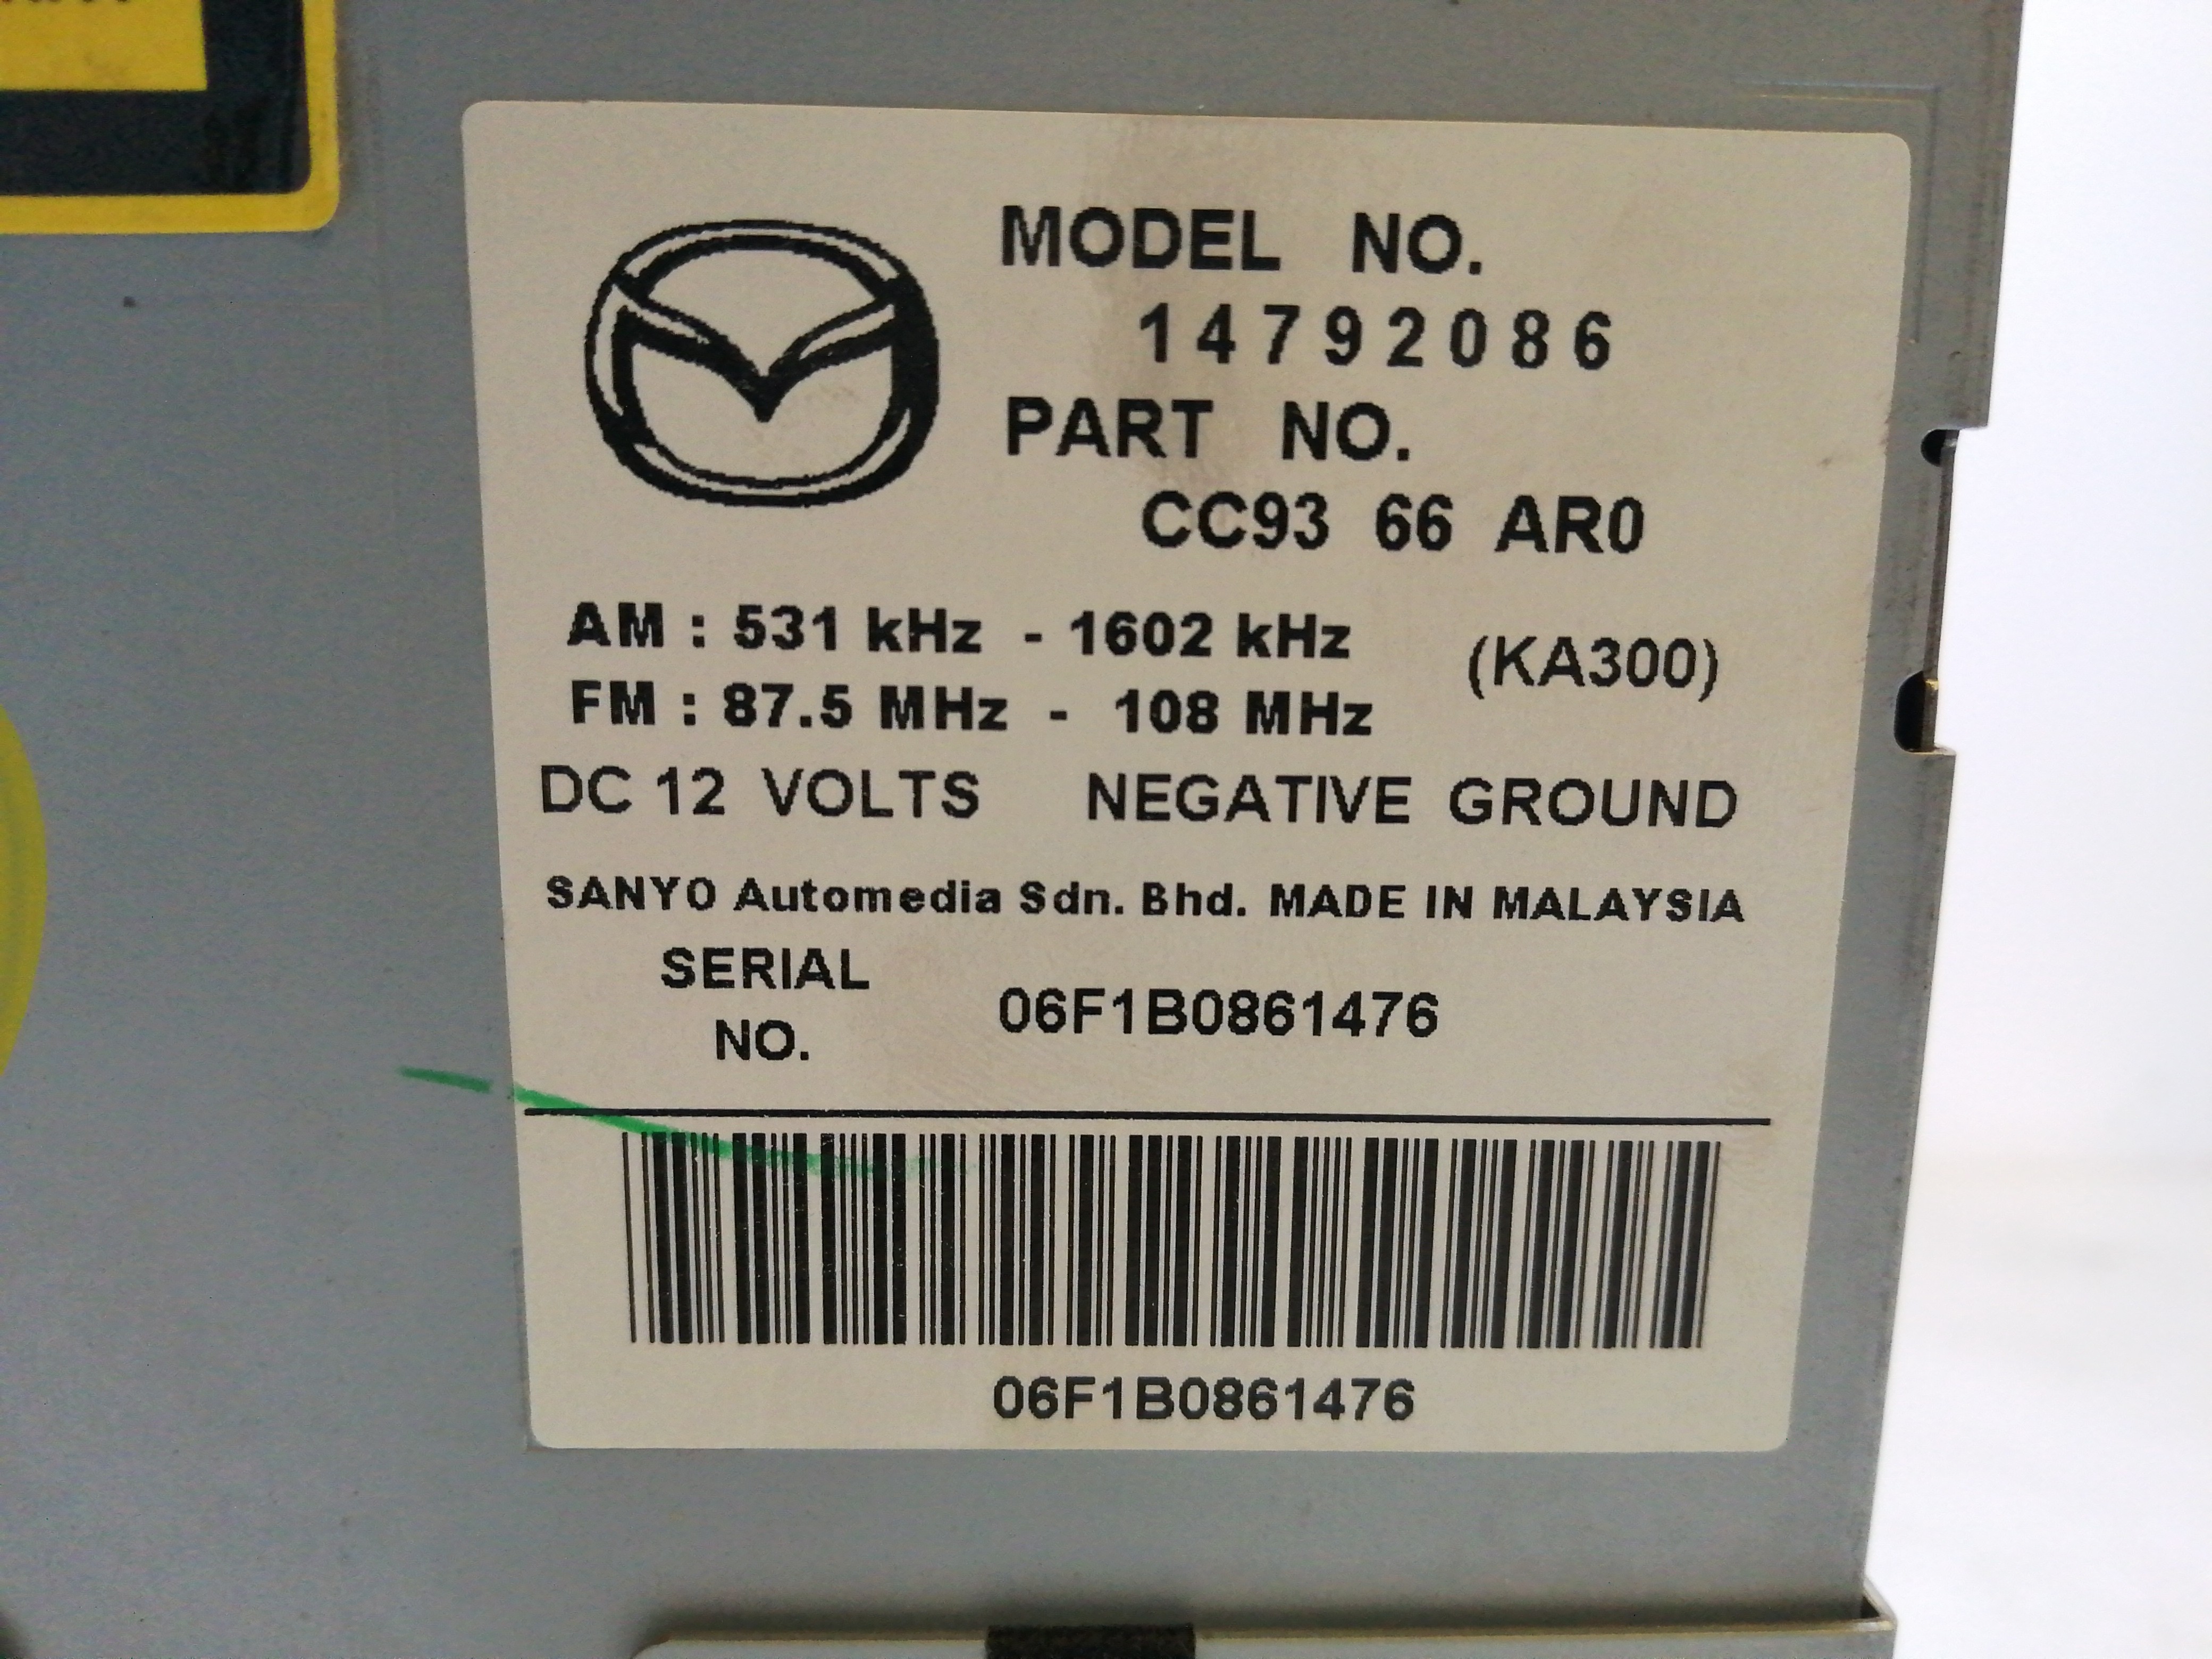 MODEL NO.
14792086
PART NO.
CC93 66 AR0
AM : 531 kHz - 1602 kHz
(KA300)
FM : 87.5 MHz - 108 MHz
DC 12 VOLTS NEGATIVE GROUND
SANYO Automedia Sdn. Bhd. MADE IN MALAYSIA
SERIAL
NO.
06F1B0861476
06F1B0861476